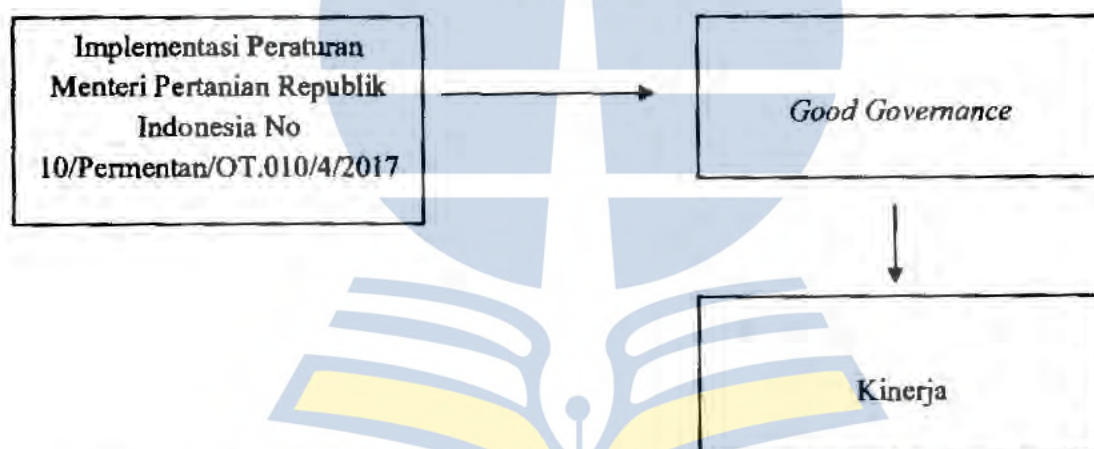 Implementasi Peraturan
Menteri Pertanian Republik
Indonesia No
10/Permentan/OT.010/4/2017
Good Governance
Kinerja